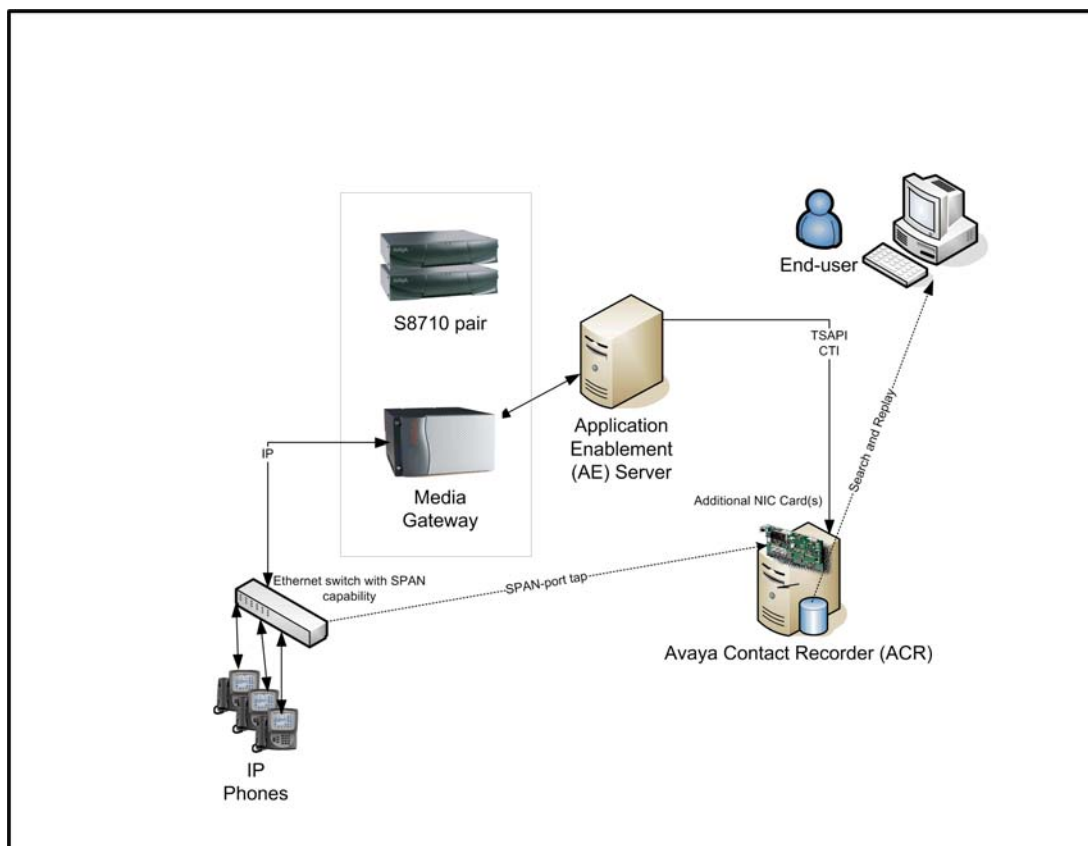 S8710 pair
End-user
TSAPI
CTI
Application
Enablement
(AE) Server
IP
Media
Gateway
Search and Replay
Additional NIC Card(s)
Ethernet switch with SPAN
capability
SPAN-port tap
Avaya Contact Recorder (ACR)
IP
Phones